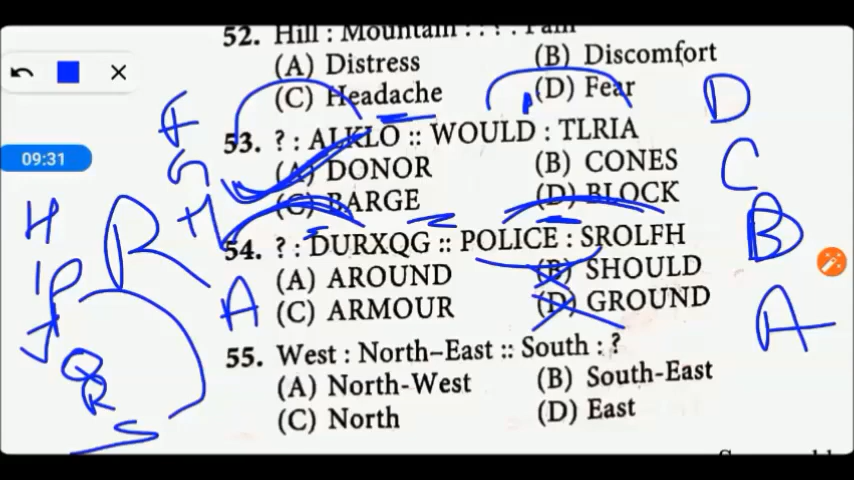 52. Hill : Mountain : : ? : Pain
(A) Distress (B) Discomfort
(C) Headache (D) Fear
53. ? : ALKLO :: WOULD : TLRIA
(A) DONOR (B) CONES
(C) BARGE (D) BLOCK
54. ? : DURXQG :: POLICE : SROLFH
(A) AROUND (B) SHOULD
(C) ARMOUR (D) GROUND
55. West : North-East :: South : ?
(A) North-West (B) South-East
(C) North (D) East
09:31
G
H
H
I
J
P
Q
R
S
R
A
D
C
B
A